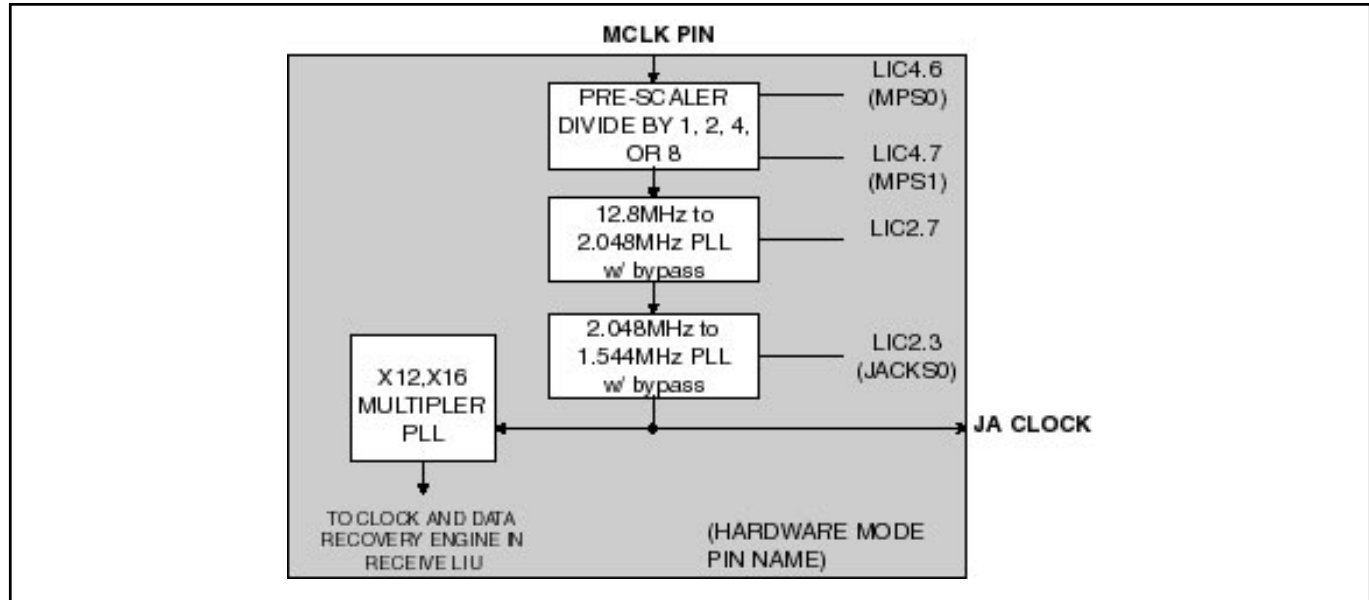 MCLK PIN
PRE-SCALER
DIVIDE BY 1, 2, 4,
OR 8
LIC4.6
(MPS0)
LIC4.7
(MPS1)
12.8MHz to
2.048MHz PLL
w/ bypass
LIC2.7
2.048MHz to
1.544MHz PLL
w/ bypass
LIC2.3
(JACKS0)
X12,X16
MULTIPLER
PLL
JA CLOCK
TO CLOCK AND DATA
RECOVERY ENGINE IN
RECEIVE LIU
(HARDWARE MODE
PIN NAME)